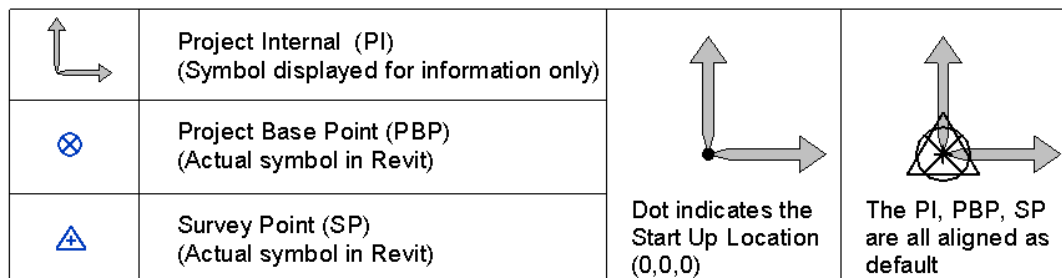 Project Internal (PI)
(Symbol displayed for information only)
Project Base Point (PBP)
(Actual symbol in Revit)
Survey Point (SP)
(Actual symbol in Revit)
Dot indicates the
Start Up Location
(0,0,0)
The PI, PBP, SP
are all aligned as
default